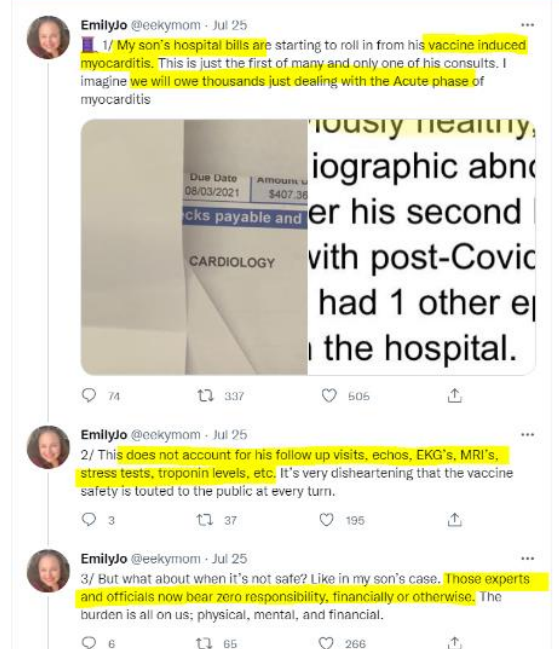 EmilyJo @eekymom · Jul 25
1/ My son's hospital bills are starting to roll in from his vaccine induced
myocarditis. This is just the first of many and only one of his consults. I
imagine we will owe thousands just dealing with the Acute phase of
myocarditis
Due Date
08/03/2021 $407.36
cks payable and
CARDIOLOGY
iously healthy,
iographic abno
er his second
with post-Covid
had 1 other ep
the hospital.
74 337 505
EmilyJo @eekymom · Jul 25
2/ This does not account for his follow up visits, echos, EKG's, MRI's,
stress tests, troponin levels, etc. It's very disheartening that the vaccine
safety is touted to the public at every turn.
3 37 195
EmilyJo @eekymom · Jul 25
3/ But what about when it's not safe? Like in my son's case. Those experts
and officials now bear zero responsibility, financially or otherwise. The
burden is all on us; physical, mental, and financial.
6 65 266